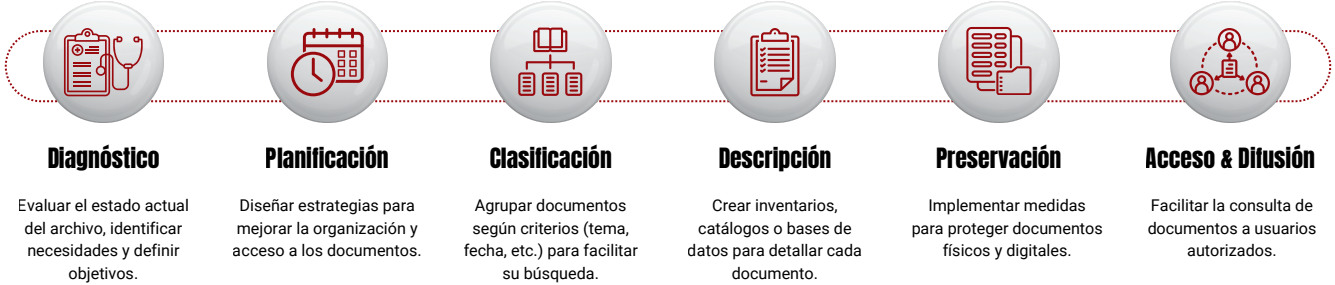 Diagnóstico
Evaluar el estado actual
del archivo, identificar
necesidades y definir
objetivos.
Planificación
Diseñar estrategias para
mejorar la organización y
acceso a los documentos.
Clasificación
Agrupar documentos
según criterios (tema,
fecha, etc.) para facilitar
su búsqueda.
Descripción
Crear inventarios,
catálogos o bases de
datos para detallar cada
documento.
Preservación
Implementar medidas
para proteger documentos
físicos y digitales.
Acceso & Difusión
Facilitar la consulta de
documentos a usuarios
autorizados.